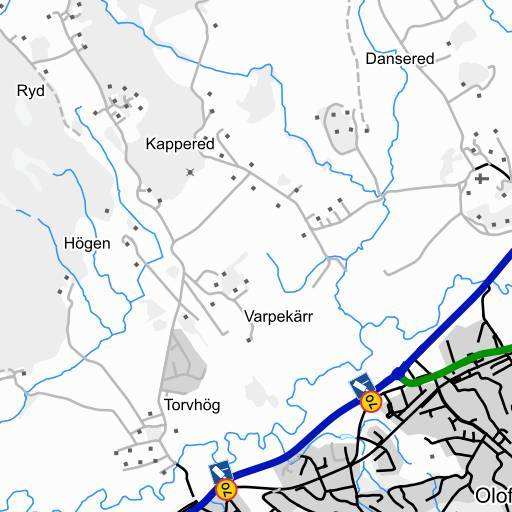 Dansered
Ryd
Kappered
Högen
Varpekärr
Torvhög
70
70
Olof